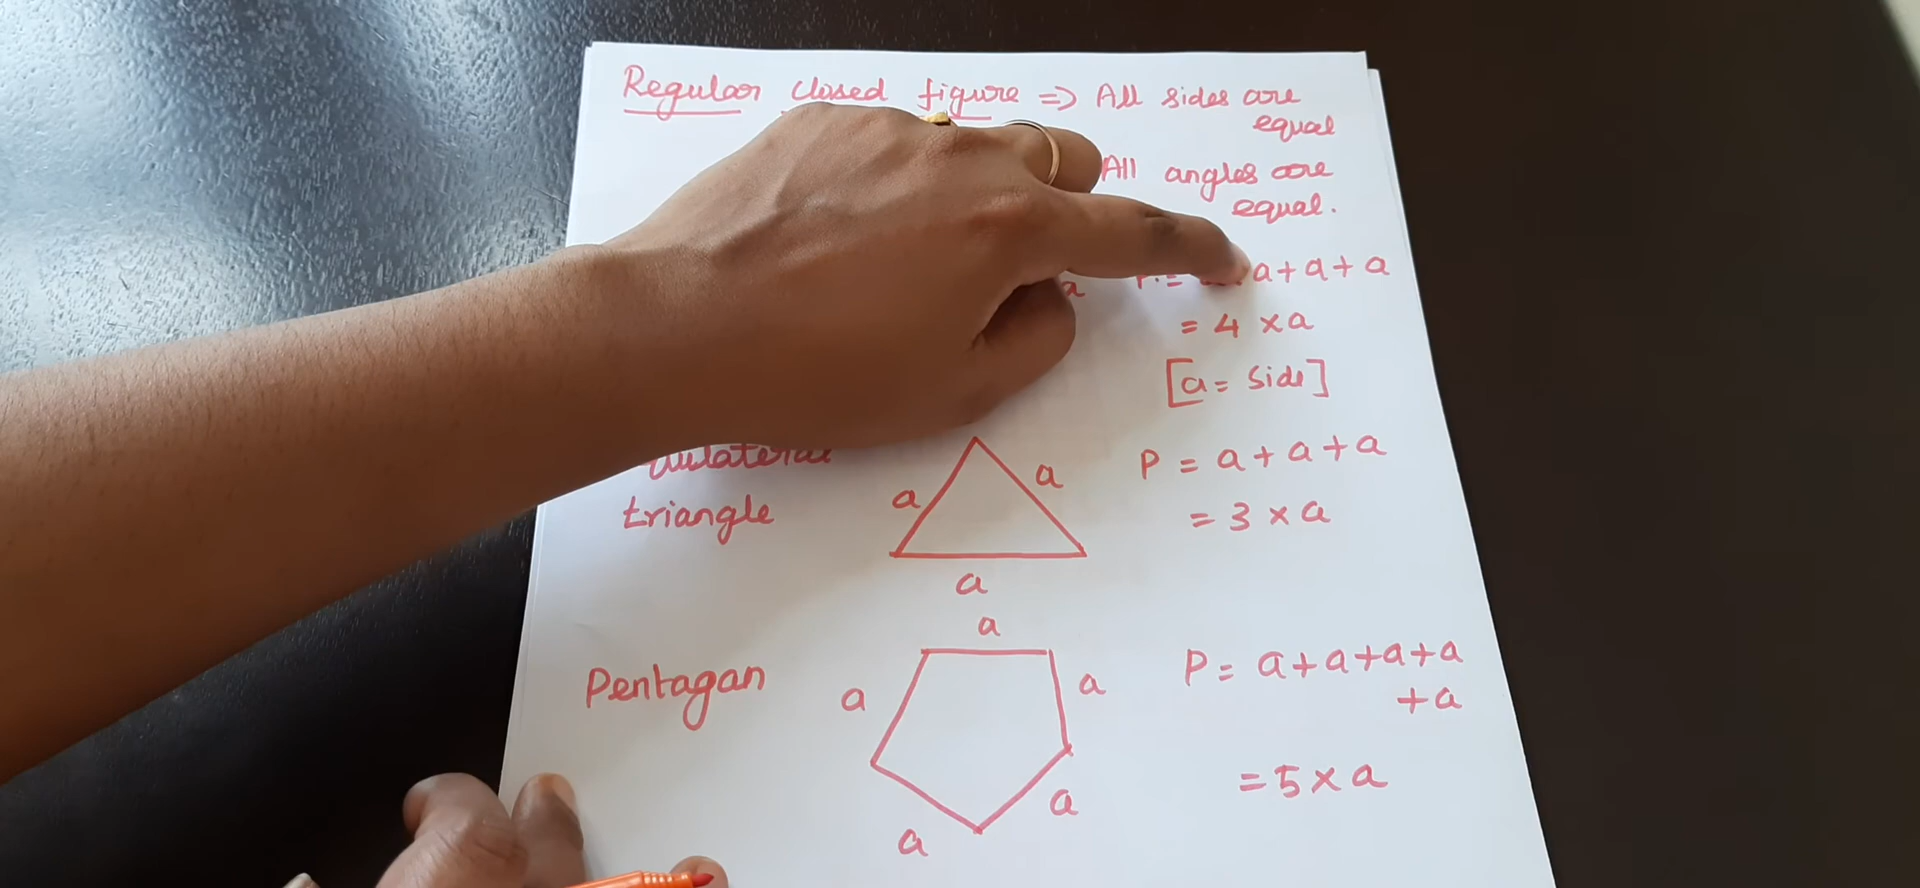 Regular closed figure => All sides are
equal
All angles are
equal.
a
a + a + a
= 4 × a
[a = Side]
triangle
a
a
a
P = a + a + a
= 3 × a
Pentagan
a
a
a
a
a
P = a + a + a + a
+ a
= 5 × a